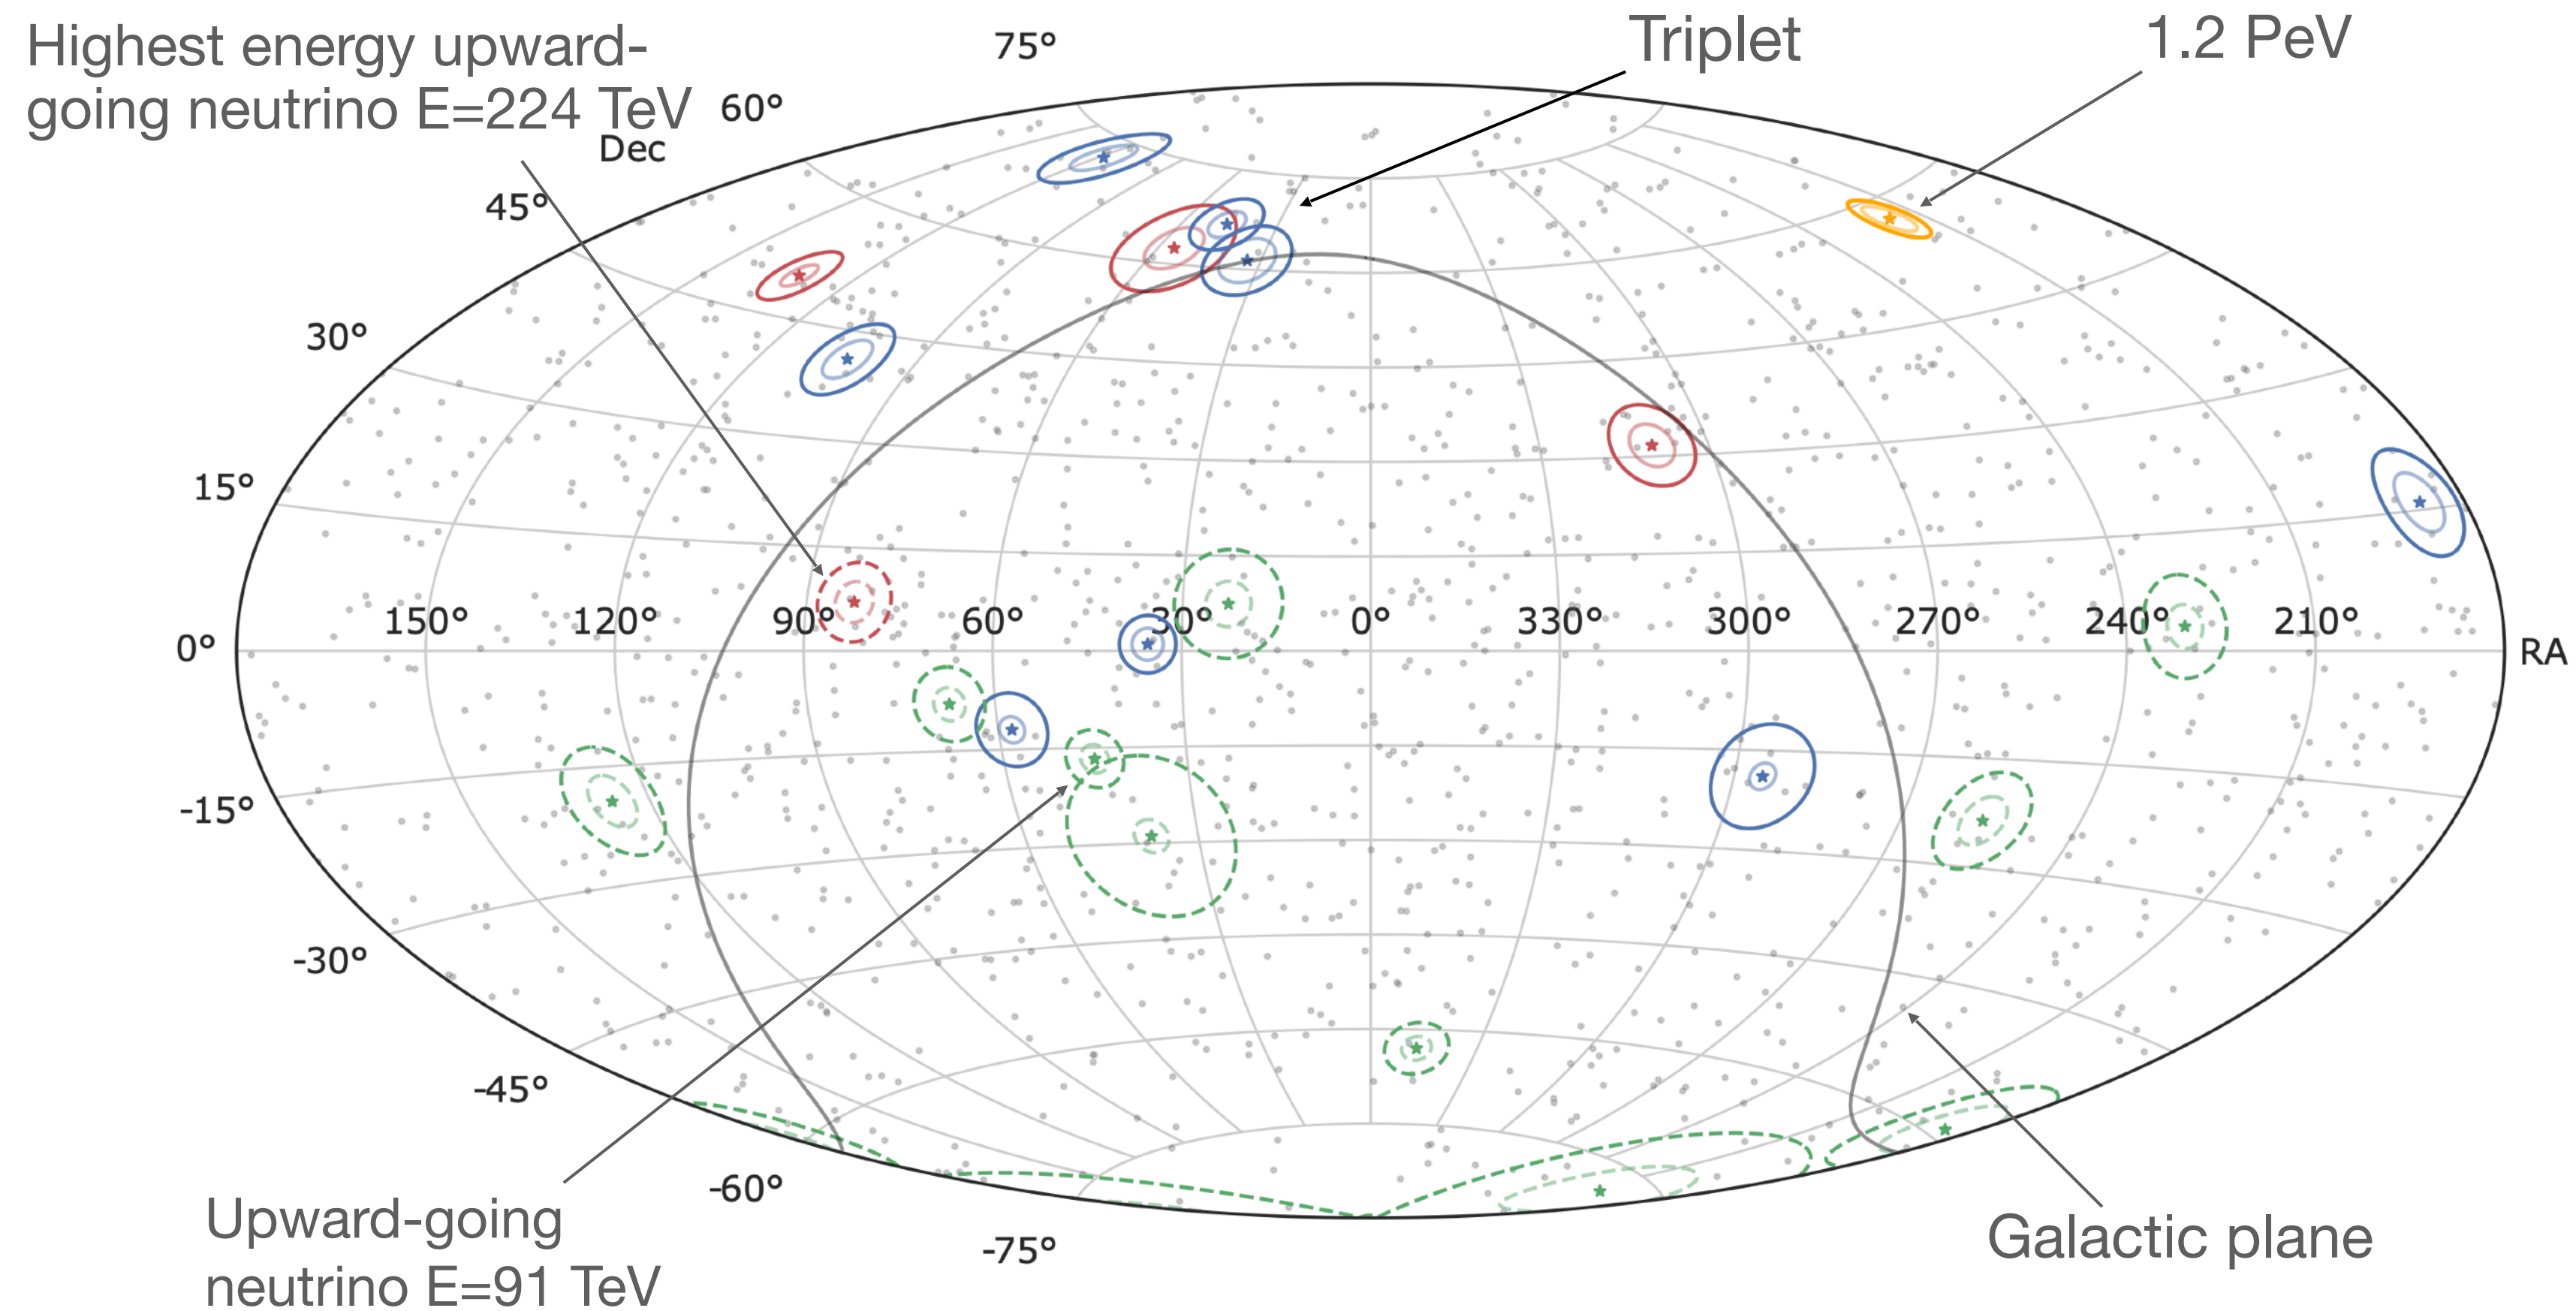 Highest energy upward-
going neutrino E=224 TeV
Triplet
1.2 PeV
75°
60°
Dec
45°
30°
15°
150° 120° 90° 60° 30° 0° 330° 300° 270° 240° 210°
0°
RA
-15°
-30°
-45°
-60°
-75°
Upward-going
neutrino E=91 TeV
Galactic plane